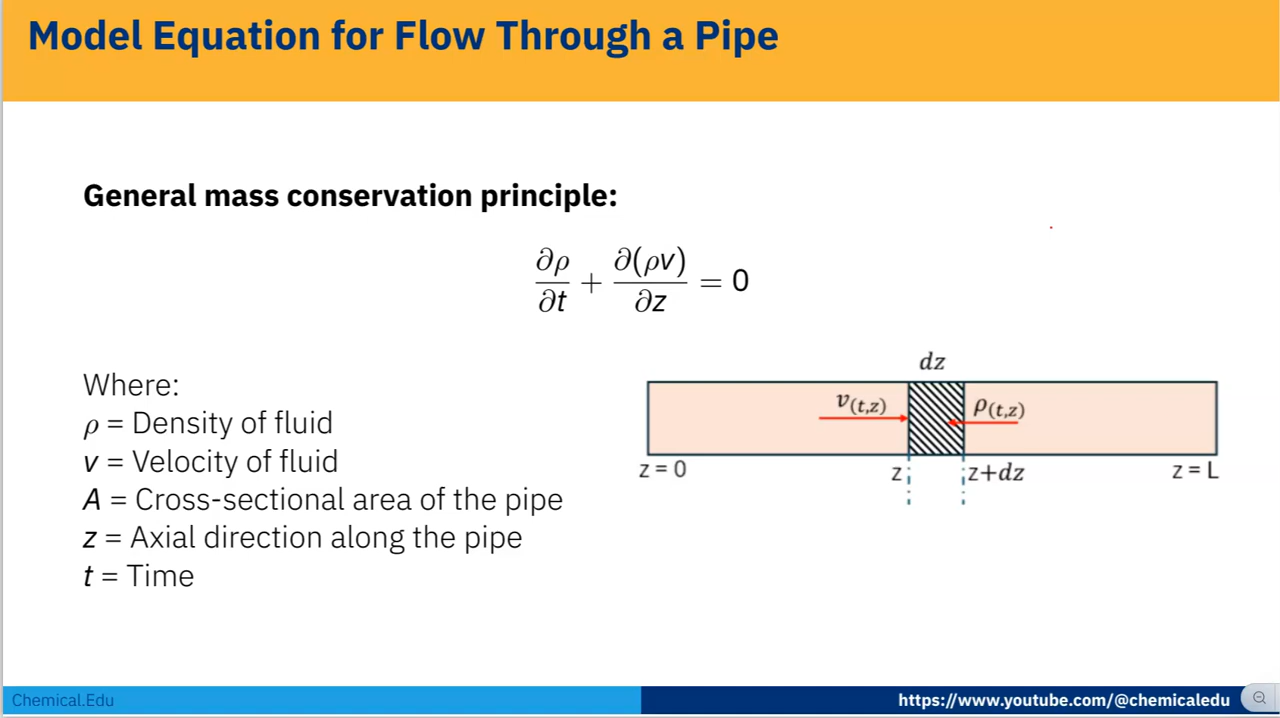 Model Equation for Flow Through a Pipe
General mass conservation principle:
∂ρ/∂t + ∂(ρv)/∂z = 0
Where:
ρ = Density of fluid
v = Velocity of fluid
A = Cross-sectional area of the pipe
z = Axial direction along the pipe
t = Time
dz
v(t,z)
ρ(t,z)
z = 0
z
z+dz
z = L
Chemical.Edu
https://www.youtube.com/@chemicaledu